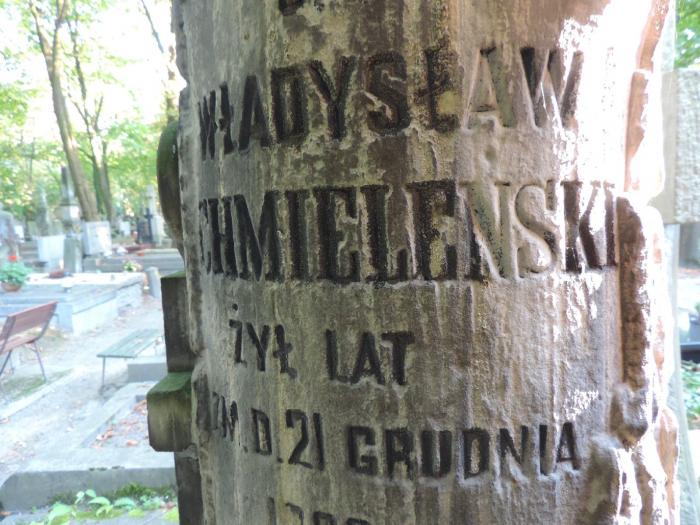 WŁADYSŁAW
CHMIELEŃSKI
ŻYŁ LAT
ZM. D. 21 GRUDNIA